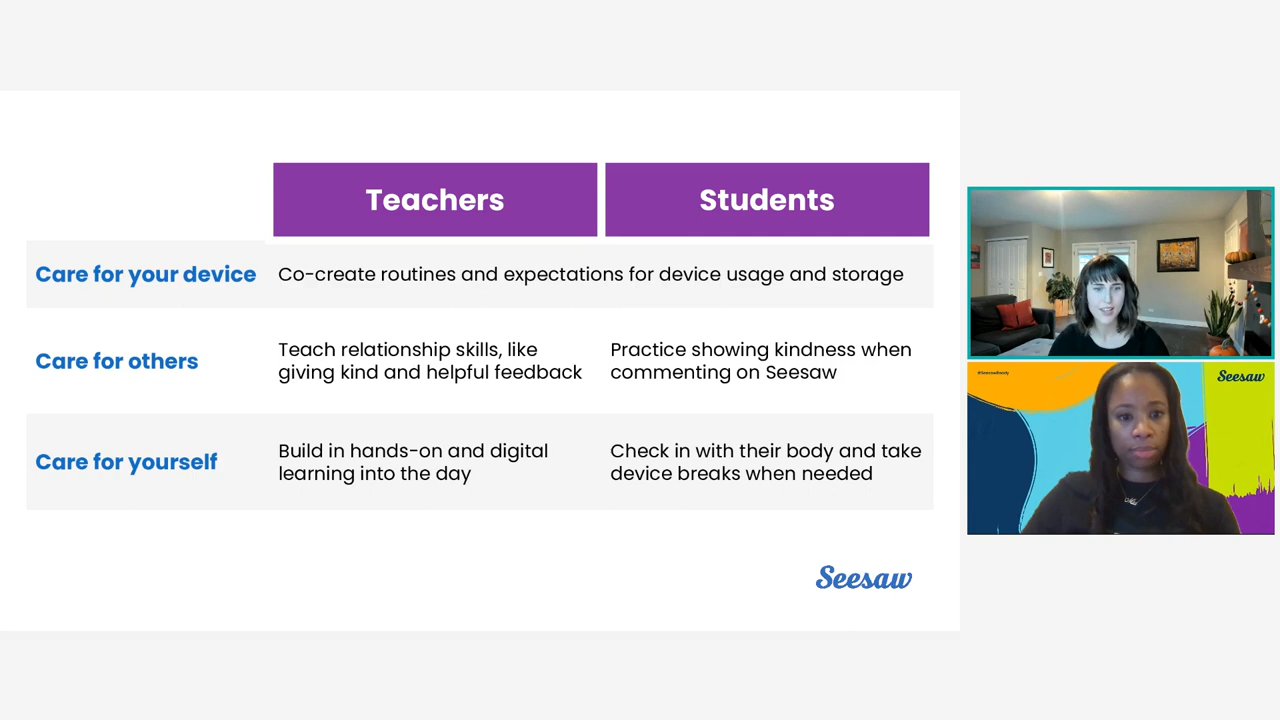 Teachers
Students
Care for your device
Co-create routines and expectations for device usage and storage
Care for others
Teach relationship skills, like
giving kind and helpful feedback
Practice showing kindness when
commenting on Seesaw
Care for yourself
Build in hands-on and digital
learning into the day
Check in with their body and take
device breaks when needed
Seesaw
Seesaw